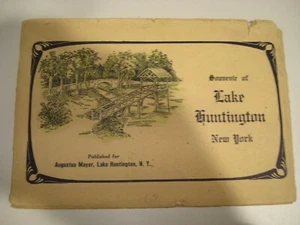 Souvenir of
Lake
Huntington
New York
Published for
Augustus Mayer, Lake Huntington, N. Y.